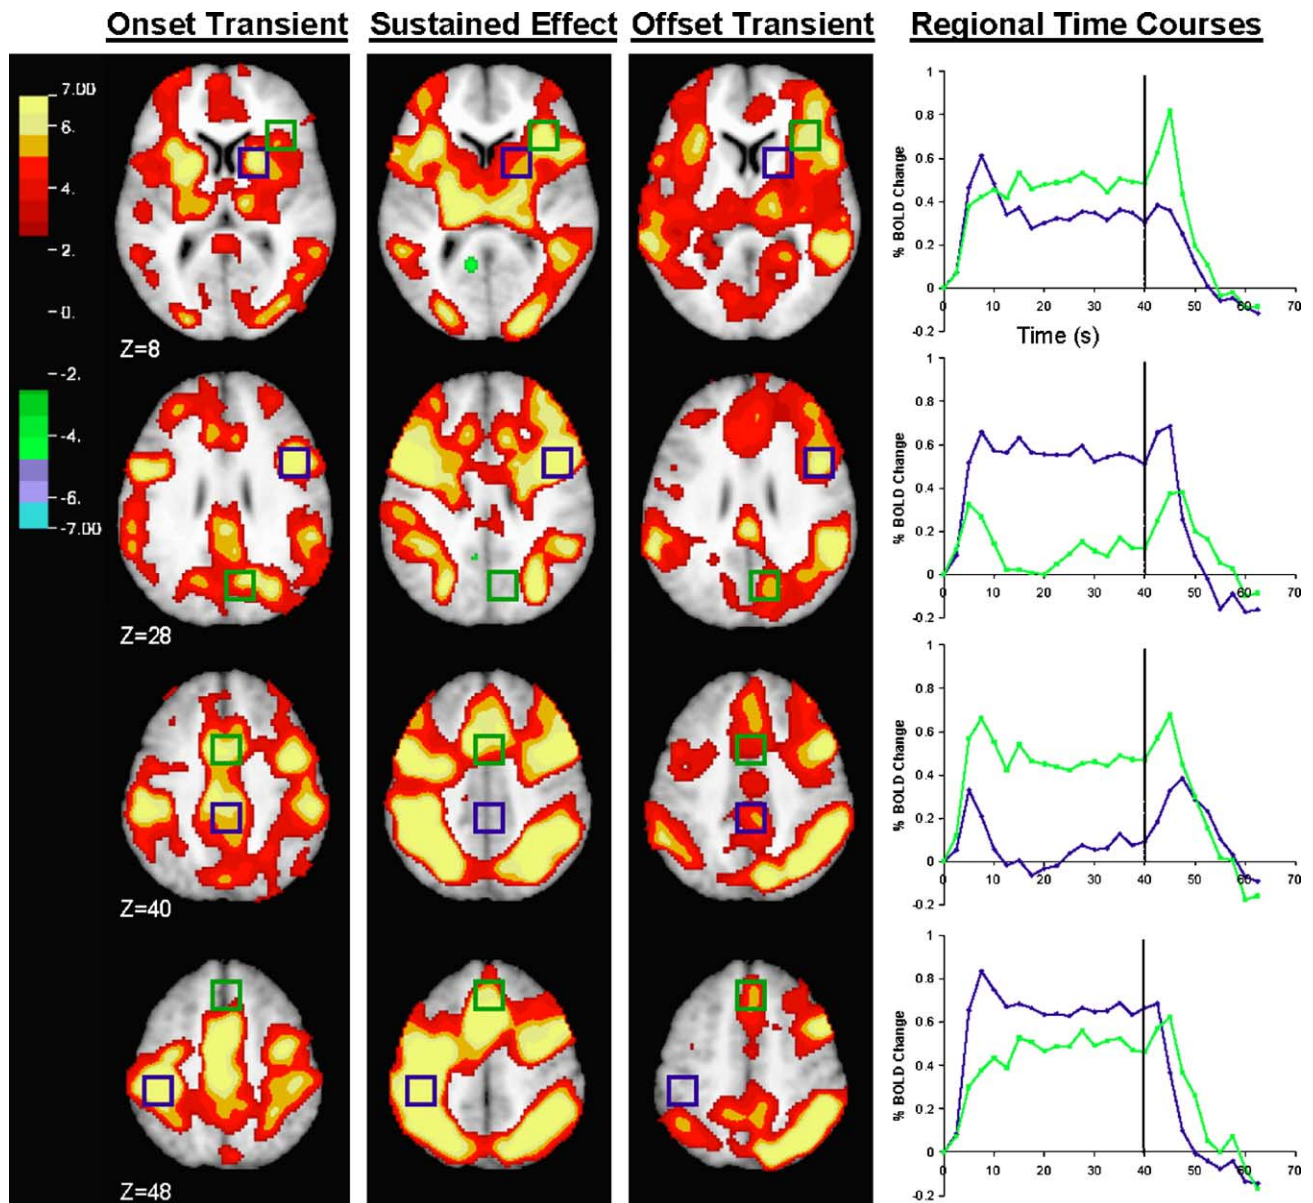 Onset Transient Sustained Effect Offset Transient Regional Time Courses
7.00
6.
4.
2.
0.
-2.
-4.
-6.
-7.00
Z=8
1
0.8
0.6
0.4
0.2
0
-0.2
% BOLD Change
0 10 20 30 40 50 60 70
Time (s)
Z=28
1
0.8
0.6
0.4
0.2
0
-0.2
% BOLD Change
0 10 20 30 40 50 60 70
Z=40
1
0.8
0.6
0.4
0.2
0
-0.2
% BOLD Change
0 10 20 30 40 50 60 70
Z=48
1
0.8
0.6
0.4
0.2
0
-0.2
% BOLD Change
0 10 20 30 40 50 60 70